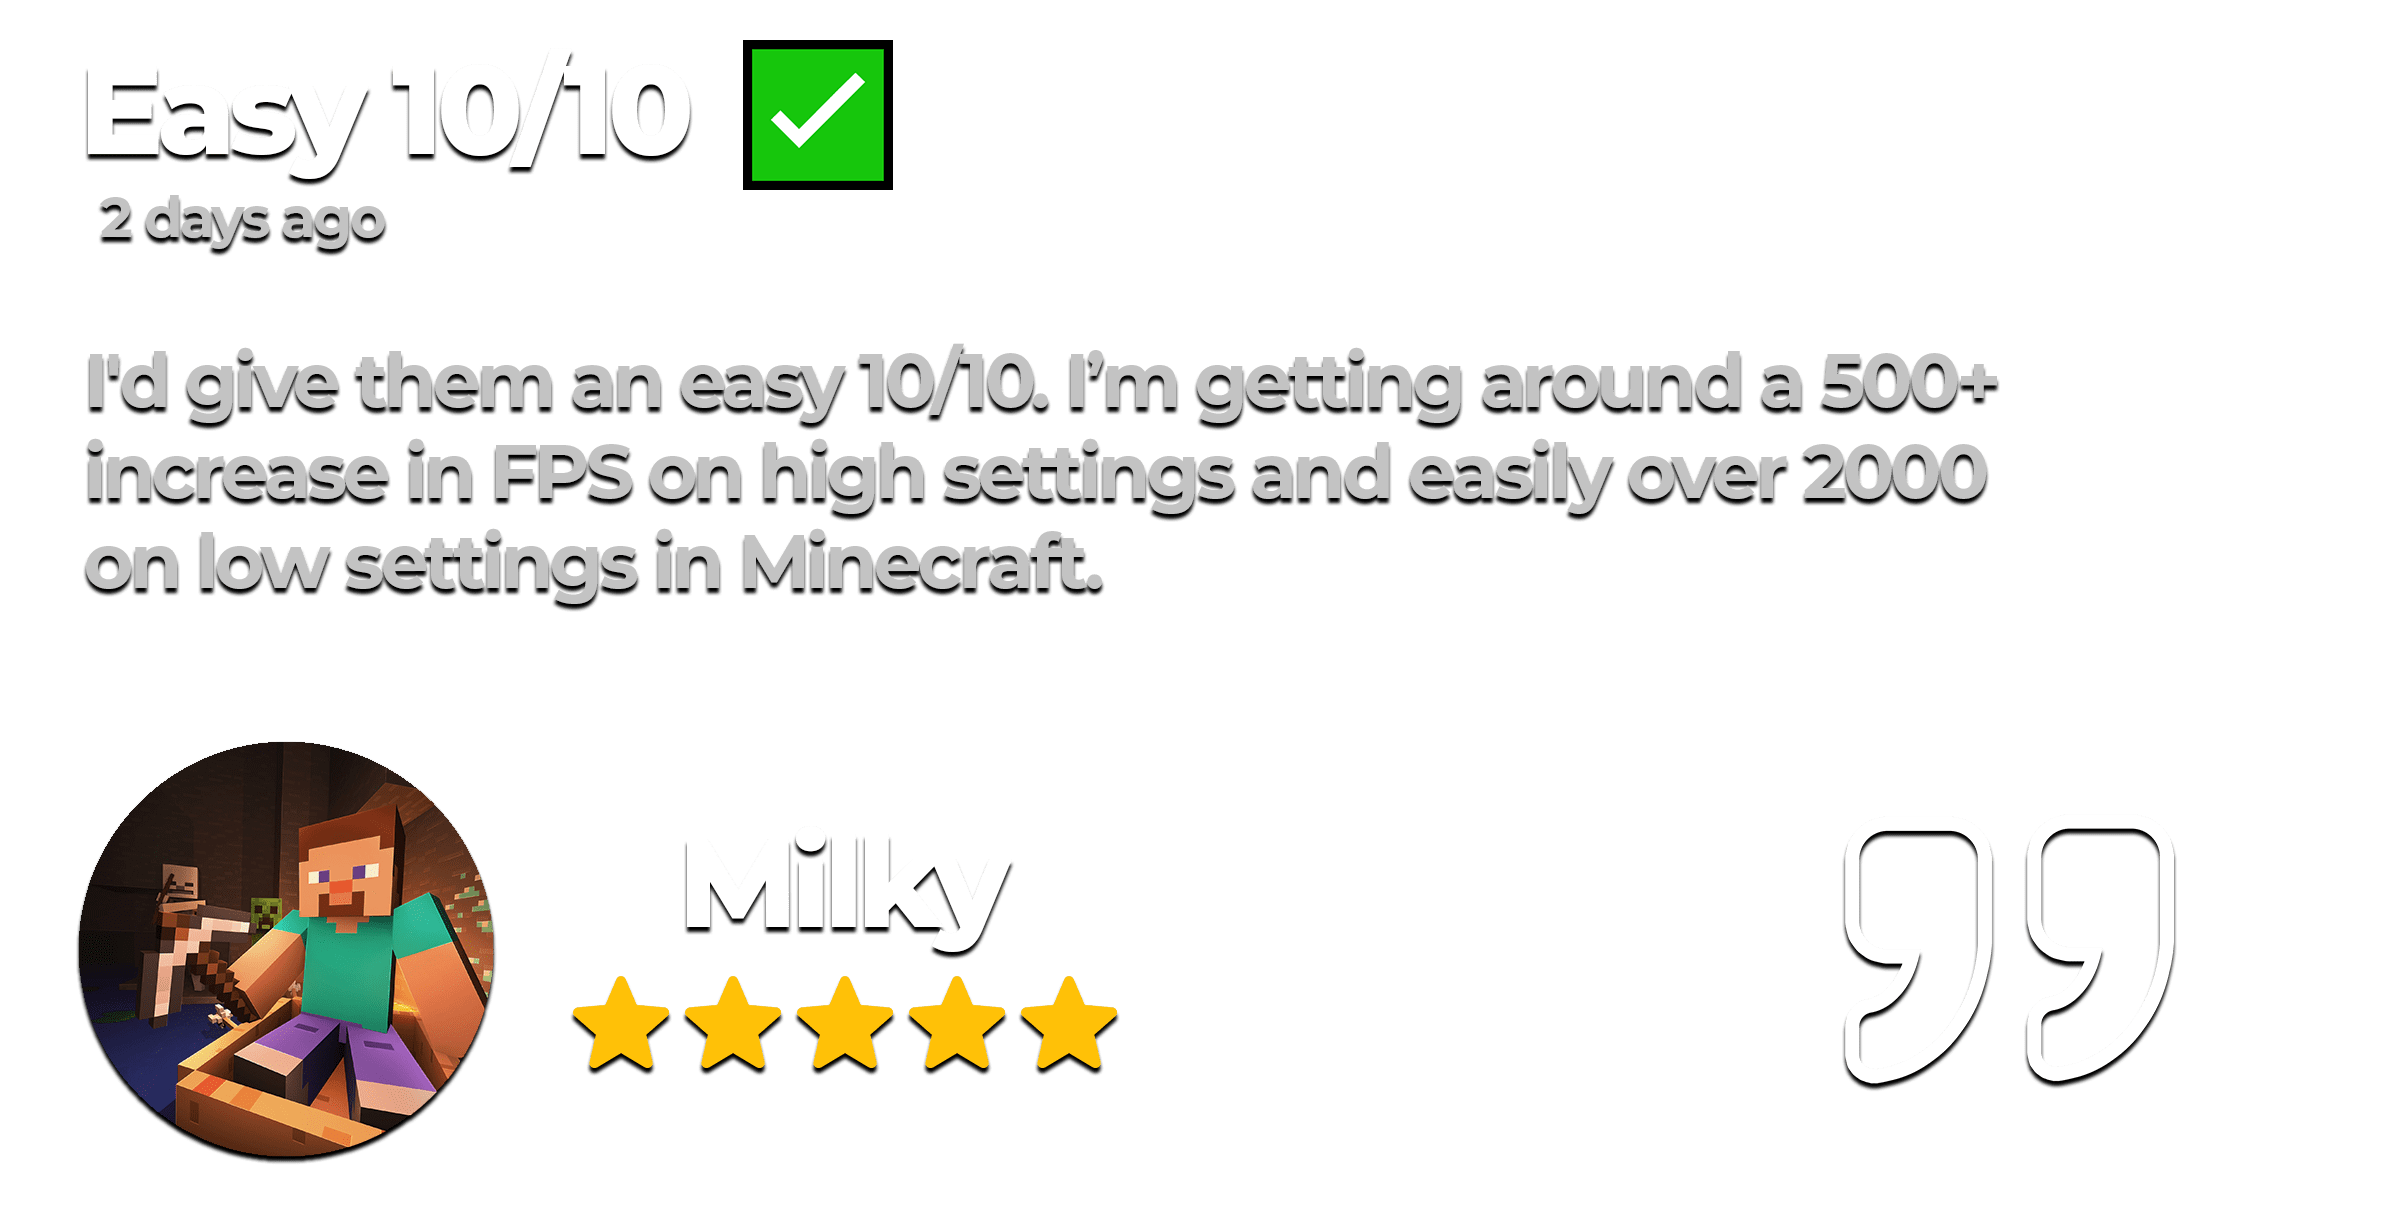 Easy 10/10
2 days ago
I'd give them an easy 10/10. I’m getting around a 500+
increase in FPS on high settings and easily over 2000
on low settings in Minecraft.
Milky